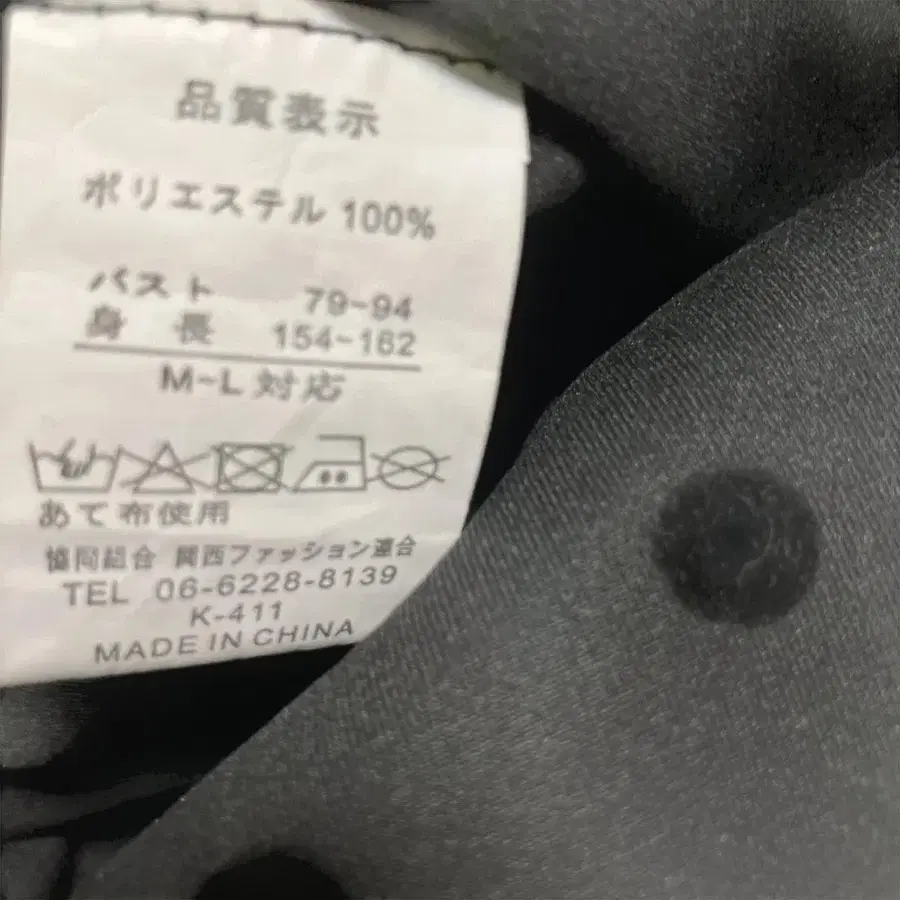 品質表示
ポリエステル 100%
バスト 79-94
身 長 154-162
M-L 対応
あて布使用
協同組合 関西ファッション連合
TEL 06-6228-8139
K-411
MADE IN CHINA